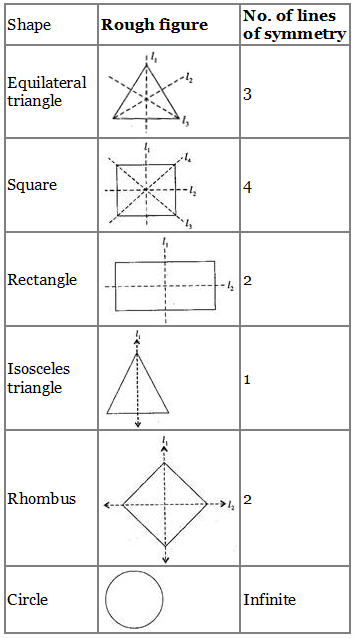 Shape Rough figure No. of lines
of symmetry
Equilateral
triangle
l₁
l₂
l₃
3
Square
l₁
l₄
l₂
l₃
4
Rectangle
l₁
l₂
2
Isosceles
triangle
l₁
1
Rhombus
l₁
l₂
2
Circle Infinite